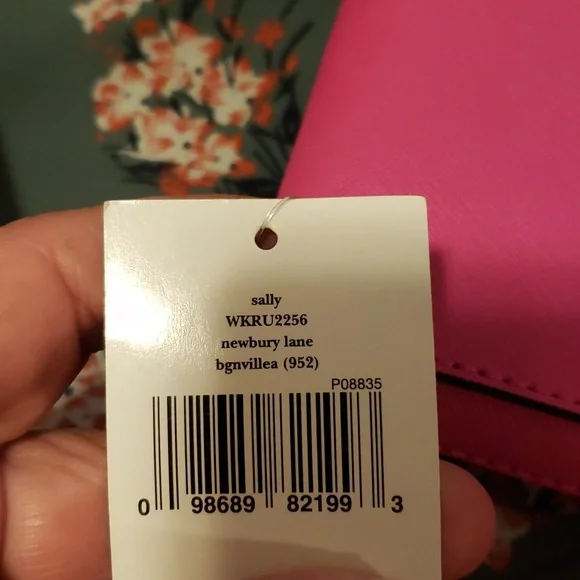 sally
WKRU2256
newbury lane
bgnvillea (952)
P08835
0 98689 82199 3